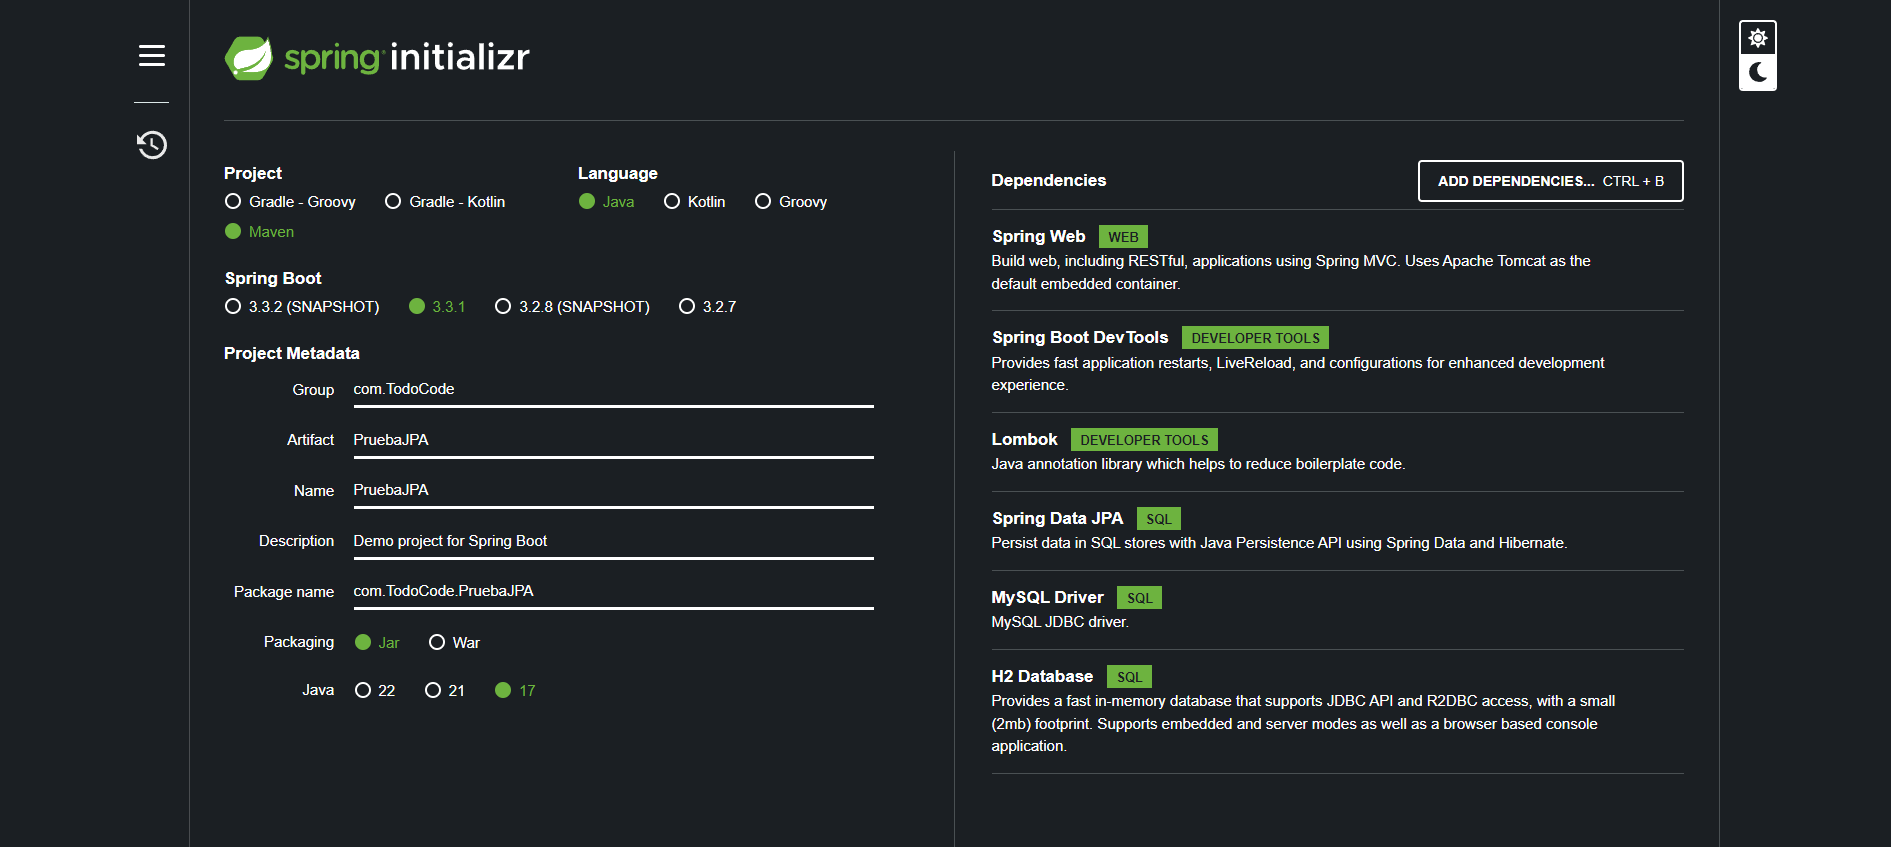 spring initializr
Project
Gradle - Groovy Gradle - Kotlin
Maven
Language
Java Kotlin Groovy
Spring Boot
3.3.2 (SNAPSHOT) 3.3.1 3.2.8 (SNAPSHOT) 3.2.7
Project Metadata
Group com.TodoCode
Artifact PruebaJPA
Name PruebaJPA
Description Demo project for Spring Boot
Package name com.TodoCode.PruebaJPA
Packaging Jar War
Java 22 21 17
Dependencies
ADD DEPENDENCIES... CTRL + B
Spring Web WEB
Build web, including RESTful, applications using Spring MVC. Uses Apache Tomcat as the
default embedded container.
Spring Boot DevTools DEVELOPER TOOLS
Provides fast application restarts, LiveReload, and configurations for enhanced development
experience.
Lombok DEVELOPER TOOLS
Java annotation library which helps to reduce boilerplate code.
Spring Data JPA SQL
Persist data in SQL stores with Java Persistence API using Spring Data and Hibernate.
MySQL Driver SQL
MySQL JDBC driver.
H2 Database SQL
Provides a fast in-memory database that supports JDBC API and R2DBC access, with a small
(2mb) footprint. Supports embedded and server modes as well as a browser based console
application.